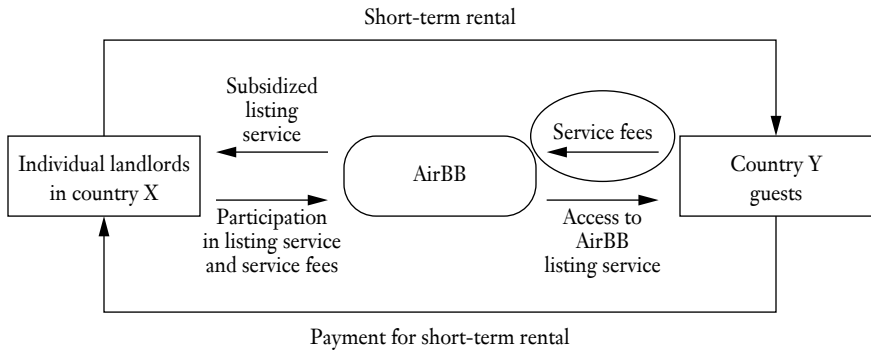 Short-term rental
Subsidized
listing
service
Service fees
Individual landlords
in country X
AirBB
Country Y
guests
Participation
in listing service
and service fees
Access to
AirBB
listing service
Payment for short-term rental